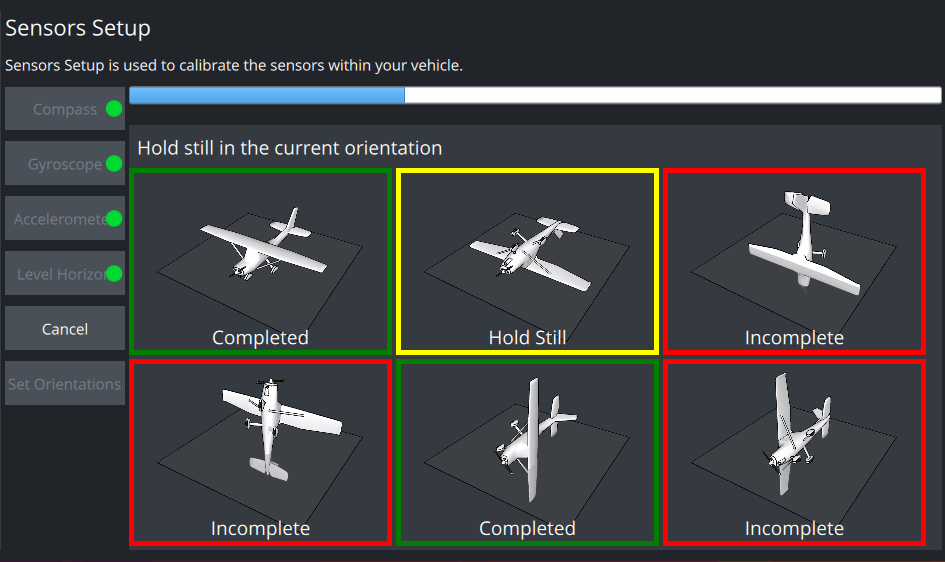 Sensors Setup
Sensors Setup is used to calibrate the sensors within your vehicle.
Compass
Gyroscope
Acceleromete
Level Horizo
Cancel
Set Orientations
Hold still in the current orientation
Completed
Hold Still
Incomplete
Incomplete
Completed
Incomplete